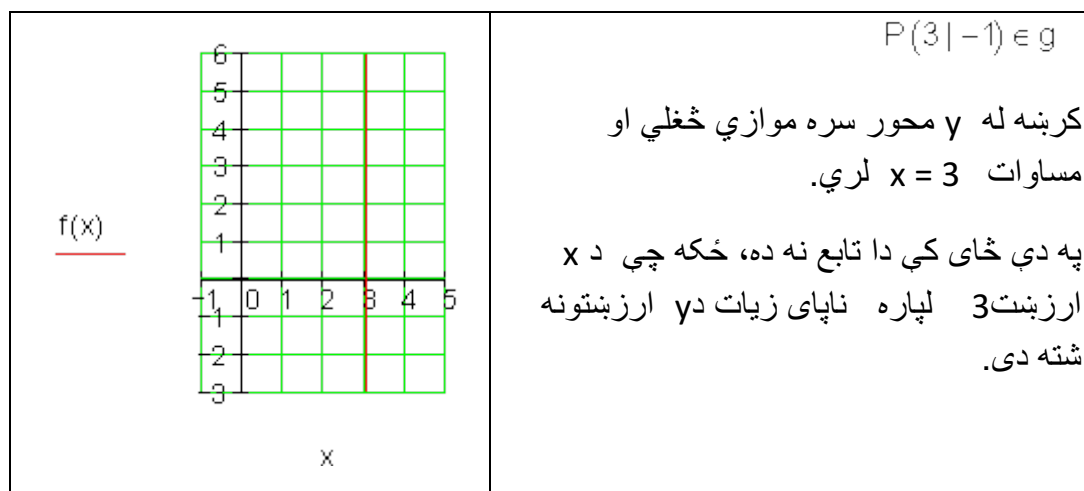 P(3|−1)∈g
کرښه له y محور سره موازي ځغلي او
مساوات x = 3 لري.
په دې ځای کې دا تابع نه ده، ځکه چې د x
ارزښت3 لپاره ناپای زیات دy ارزښتونه
شته دی.
6
5
4
3
2
1
f(x)
−1 0 1 2 3 4 5
−1
−2
−3
x